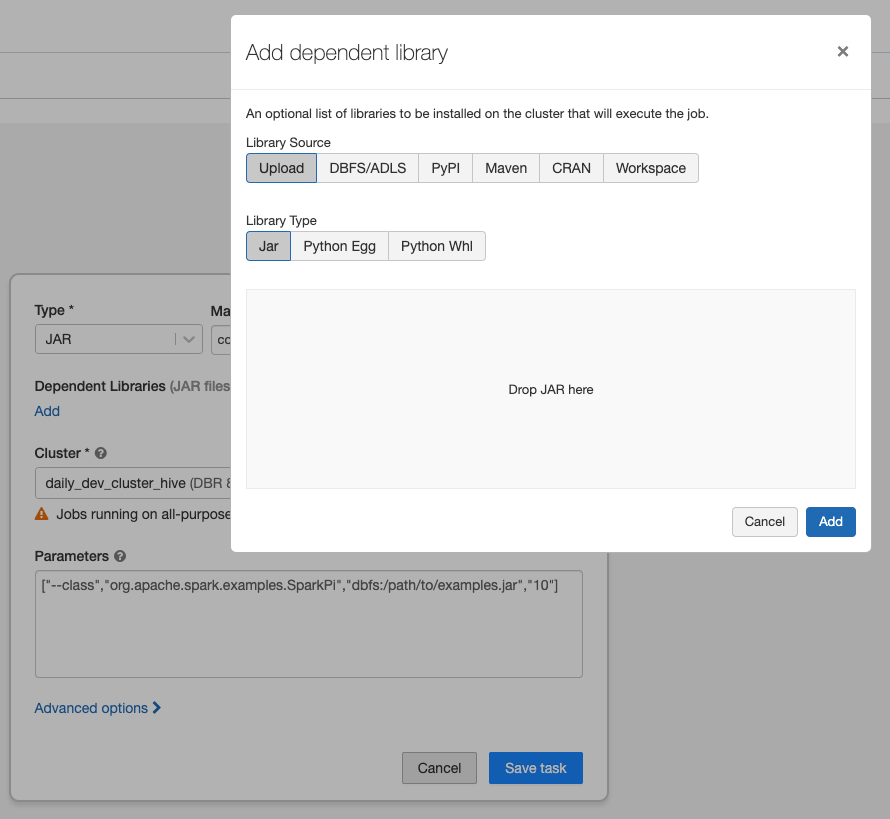 Add dependent library
An optional list of libraries to be installed on the cluster that will execute the job.
Library Source
Upload DBFS/ADLS PyPI Maven CRAN Workspace
Library Type
Jar Python Egg Python Whl
Drop JAR here
Cancel Add
Type * Ma
JAR
Dependent Libraries (JAR files
Add
Cluster *
daily_dev_cluster_hive (DBR
Jobs running on all-purpose
Parameters
["--class","org.apache.spark.examples.SparkPi","dbfs:/path/to/examples.jar","10"]
Advanced options
Cancel Save task